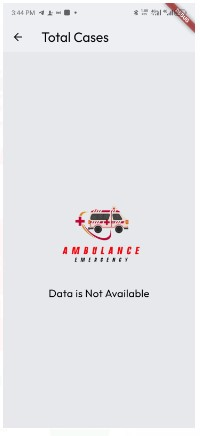 3:44 PM
Total Cases
AMBULANCE
EMERGENCY
Data is Not Available